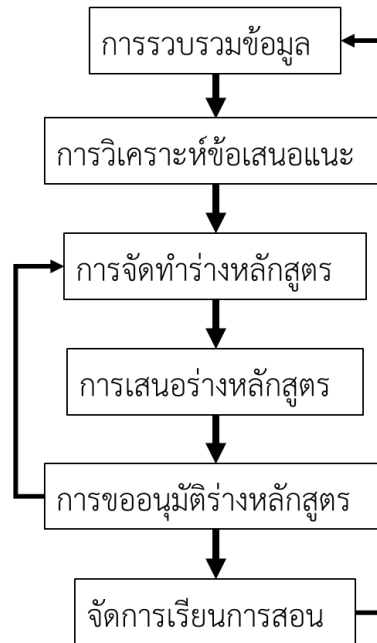 การรวบรวมข้อมูล
การวิเคราะห์ข้อเสนอแนะ
การจัดทำร่างหลักสูตร
การเสนอร่างหลักสูตร
การขออนุมัติร่างหลักสูตร
จัดการเรียนการสอน